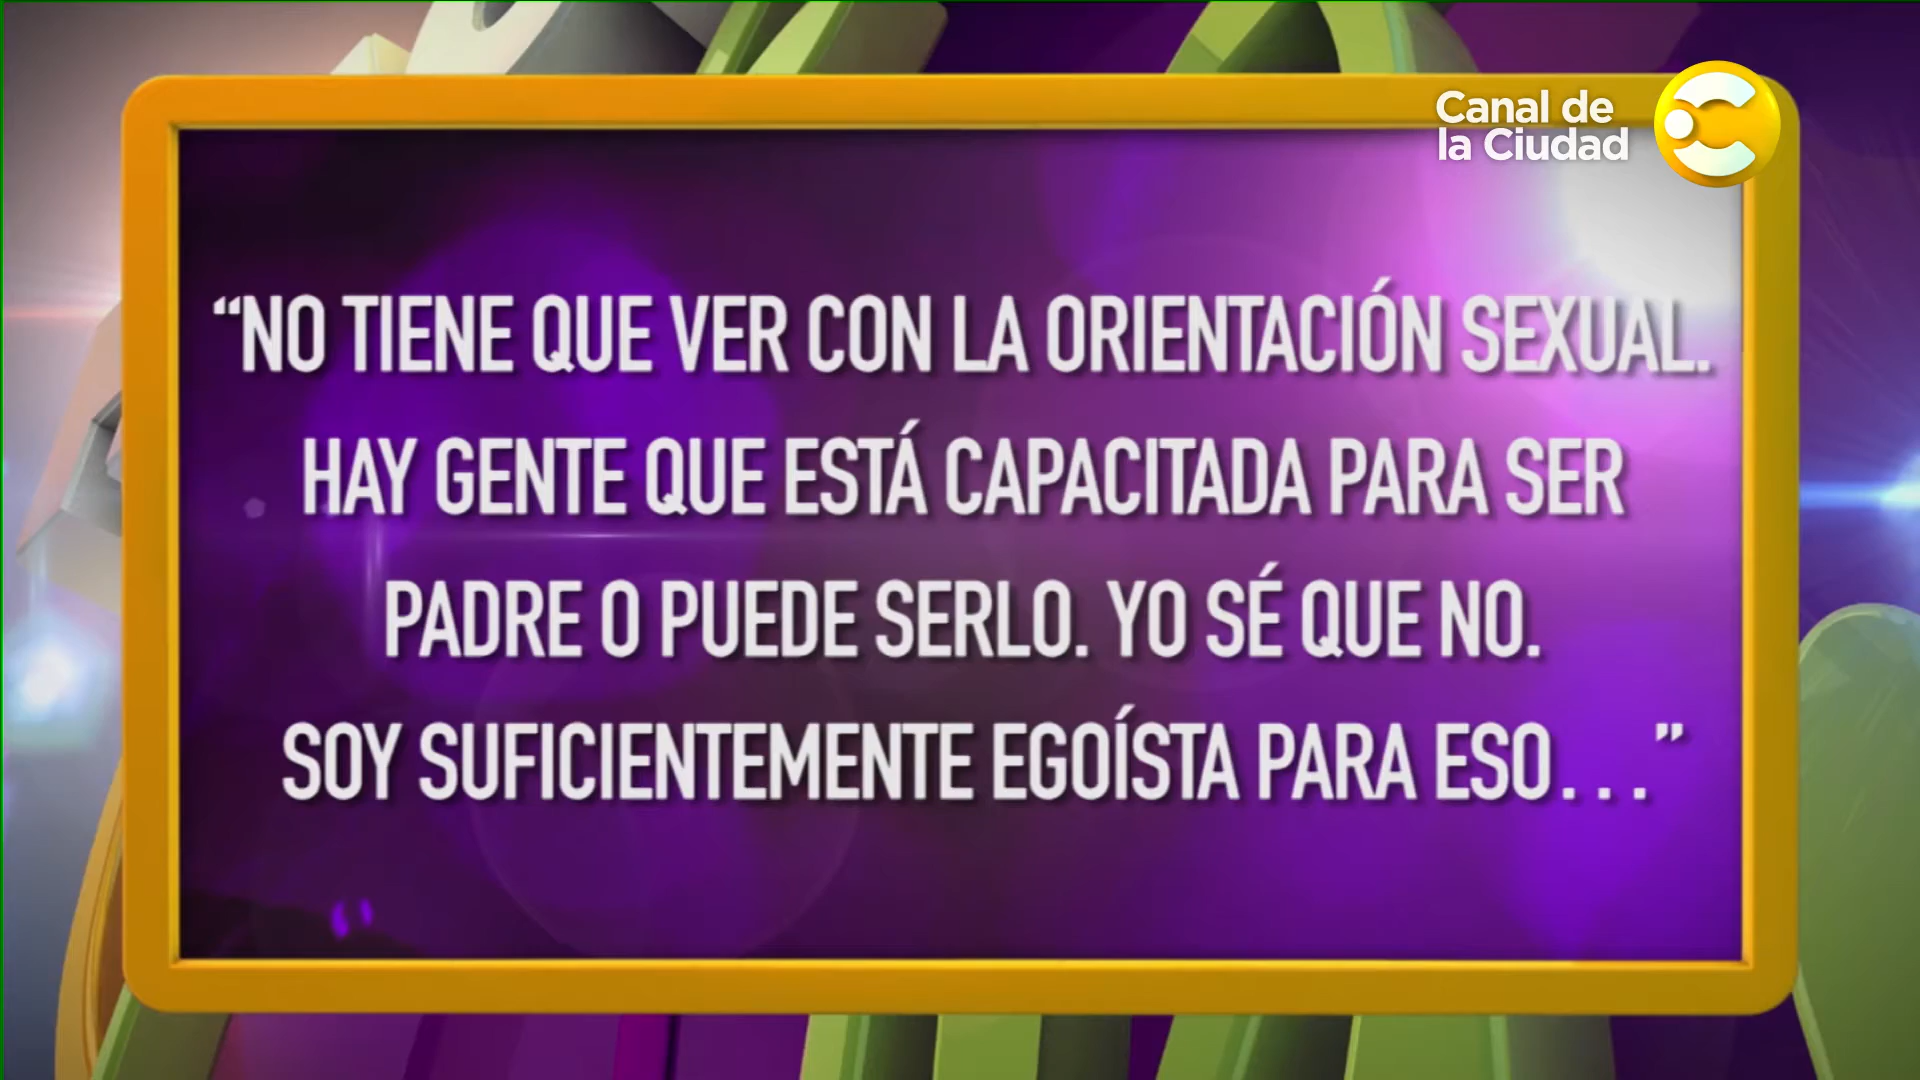 Canal de
la Ciudad
“NO TIENE QUE VER CON LA ORIENTACIÓN SEXUAL.
HAY GENTE QUE ESTÁ CAPACITADA PARA SER
PADRE O PUEDE SERLO. YO SÉ QUE NO.
SOY SUFICIENTEMENTE EGOÍSTA PARA ESO...”